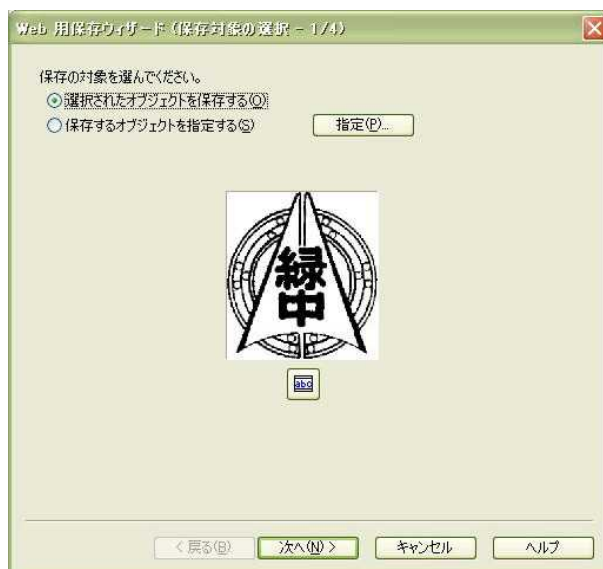 Web 用保存ウィザード (保存対象の選択 - 1/4)
保存の対象を選んでください。
選択されたオブジェクトを保存する(O)
保存するオブジェクトを指定する(S)
指定(P)...
緑
中
abc
< 戻る(B)
次へ(N) >
キャンセル
ヘルプ